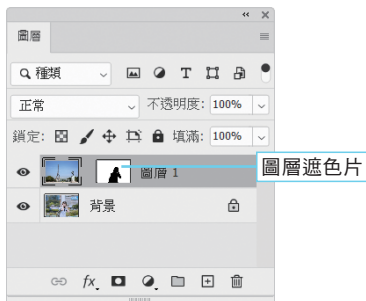 圖層
種類
正常 不透明度: 100%
鎖定: 填滿: 100%
圖層 1
圖層遮色片
背景
fx